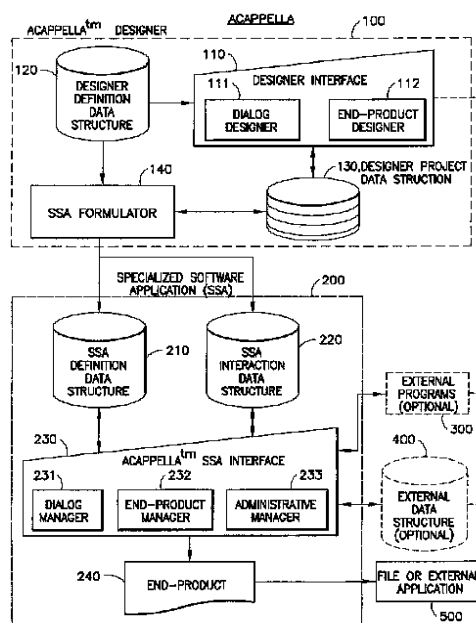 ACAPPELLA
ACAPPELLAtm DESIGNER
100
120
DESIGNER
DEFINITION
DATA
STRUCTURE
110
DESIGNER INTERFACE
111
112
DIALOG
DESIGNER
END-PRODUCT
DESIGNER
140
SSA FORMULATOR
130,DESIGNER PROJECT
DATA STRUCTION
SPECIALIZED SOFTWARE
APPLICATION (SSA)
200
SSA
DEFINITION
DATA
STRUCTURE
210
SSA
INTERACTION
DATA
STRUCTURE
220
EXTERNAL
PROGRAMS
(OPTIONAL)
300
230
ACAPPELLAtm SSA INTERFACE
231
232
233
DIALOG
MANAGER
END-PRODUCT
MANAGER
ADMINISTRATIVE
MANAGER
400
EXTERNAL
DATA
STRUCTURE
(OPTIONAL)
240
END-PRODUCT
FILE OR EXTERNAL
APPLICATION
500